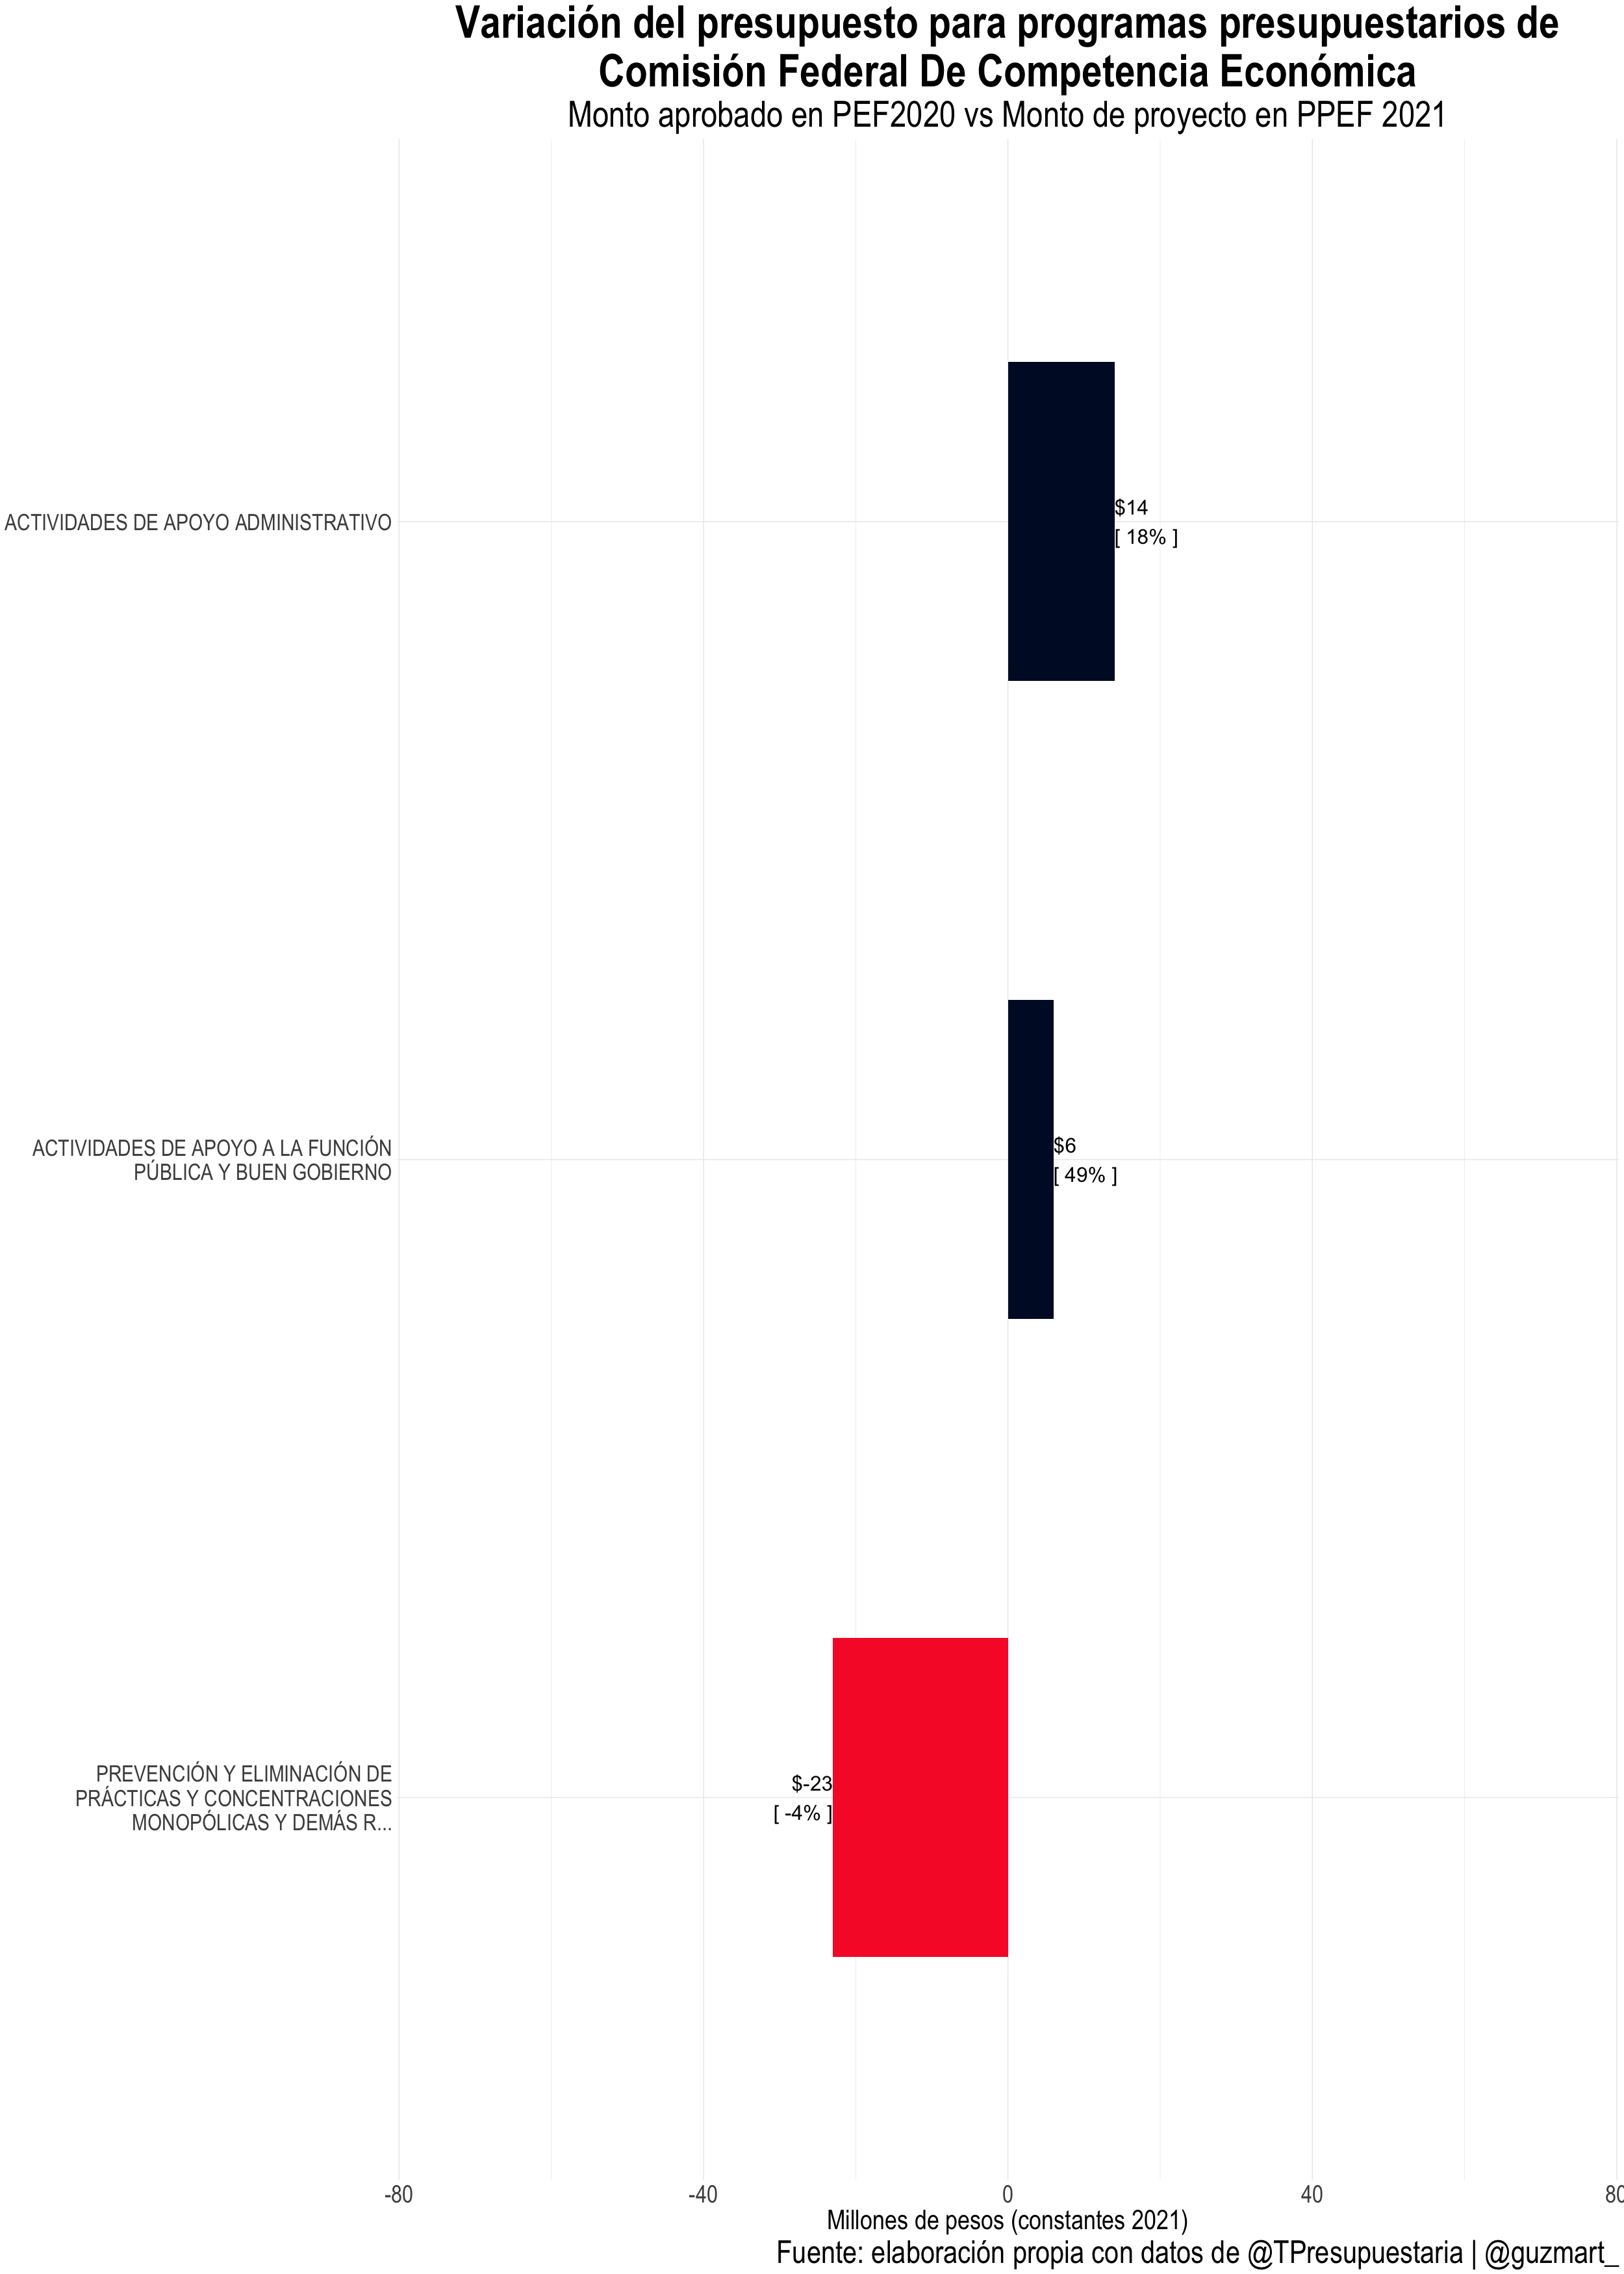 Variación del presupuesto para programas presupuestarios de
Comisión Federal De Competencia Económica
Monto aprobado en PEF2020 vs Monto de proyecto en PPEF 2021
ACTIVIDADES DE APOYO ADMINISTRATIVO
$14
[ 18% ]
ACTIVIDADES DE APOYO A LA FUNCIÓN
PÚBLICA Y BUEN GOBIERNO
$6
[ 49% ]
PREVENCIÓN Y ELIMINACIÓN DE
PRÁCTICAS Y CONCENTRACIONES
MONOPÓLICAS Y DEMÁS R...
$-23
[ -4% ]
-80 -40 0 40 80
Millones de pesos (constantes 2021)
Fuente: elaboración propia con datos de @TPresupuestaria | @guzmart_